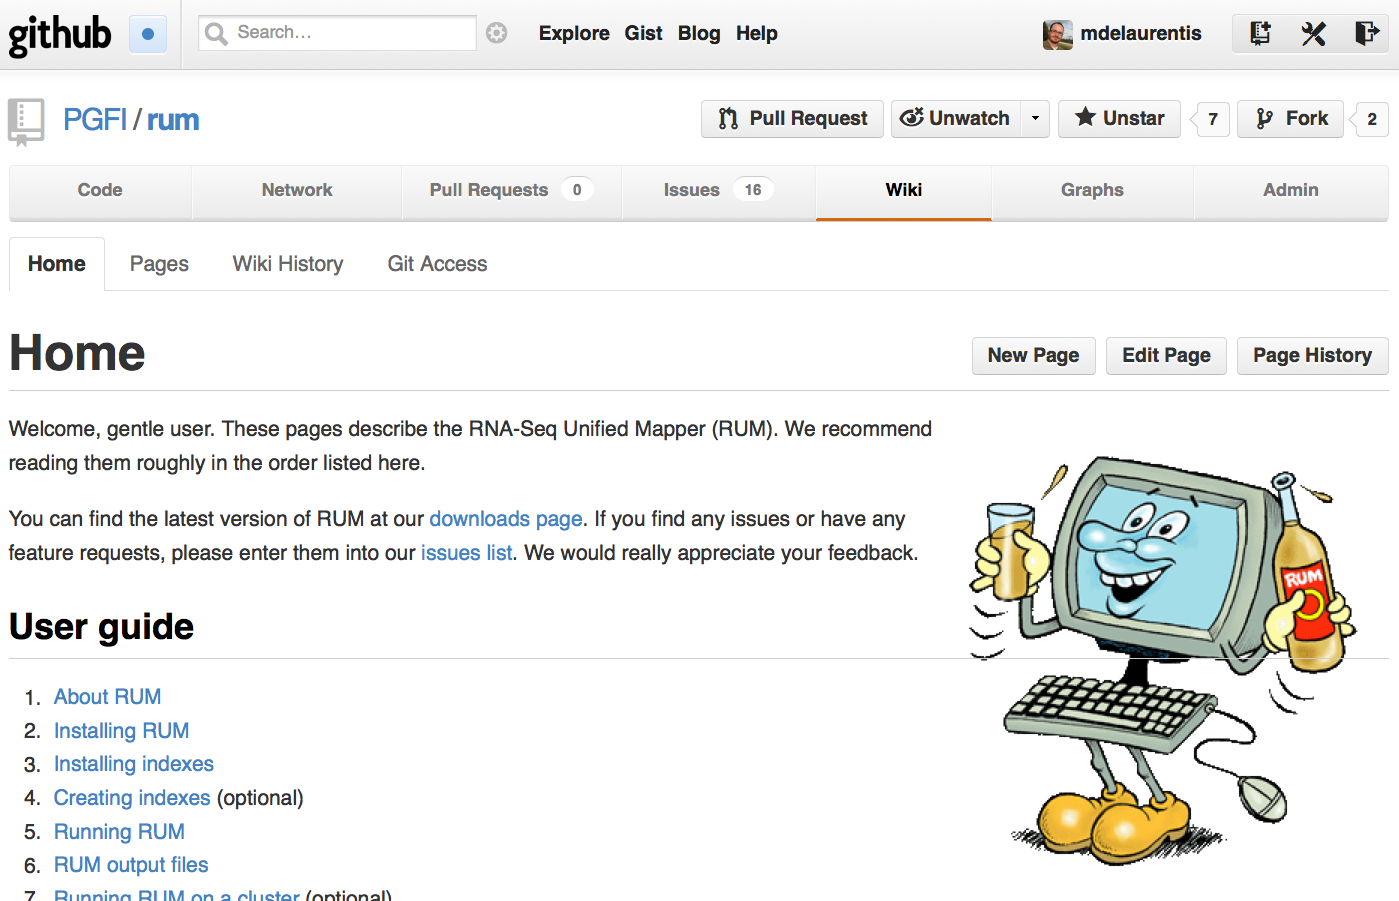 github Search... Explore Gist Blog Help mdelaurentis
PGFI / rum Pull Request Unwatch Unstar 7 Fork 2
Code Network Pull Requests 0 Issues 16 Wiki Graphs Admin
Home Pages Wiki History Git Access
Home New Page Edit Page Page History
Welcome, gentle user. These pages describe the RNA-Seq Unified Mapper (RUM). We recommend
reading them roughly in the order listed here.
You can find the latest version of RUM at our downloads page. If you find any issues or have any
feature requests, please enter them into our issues list. We would really appreciate your feedback.
RUM
User guide
1. About RUM
2. Installing RUM
3. Installing indexes
4. Creating indexes (optional)
5. Running RUM
6. RUM output files
7. Running RUM on a cluster (optional)